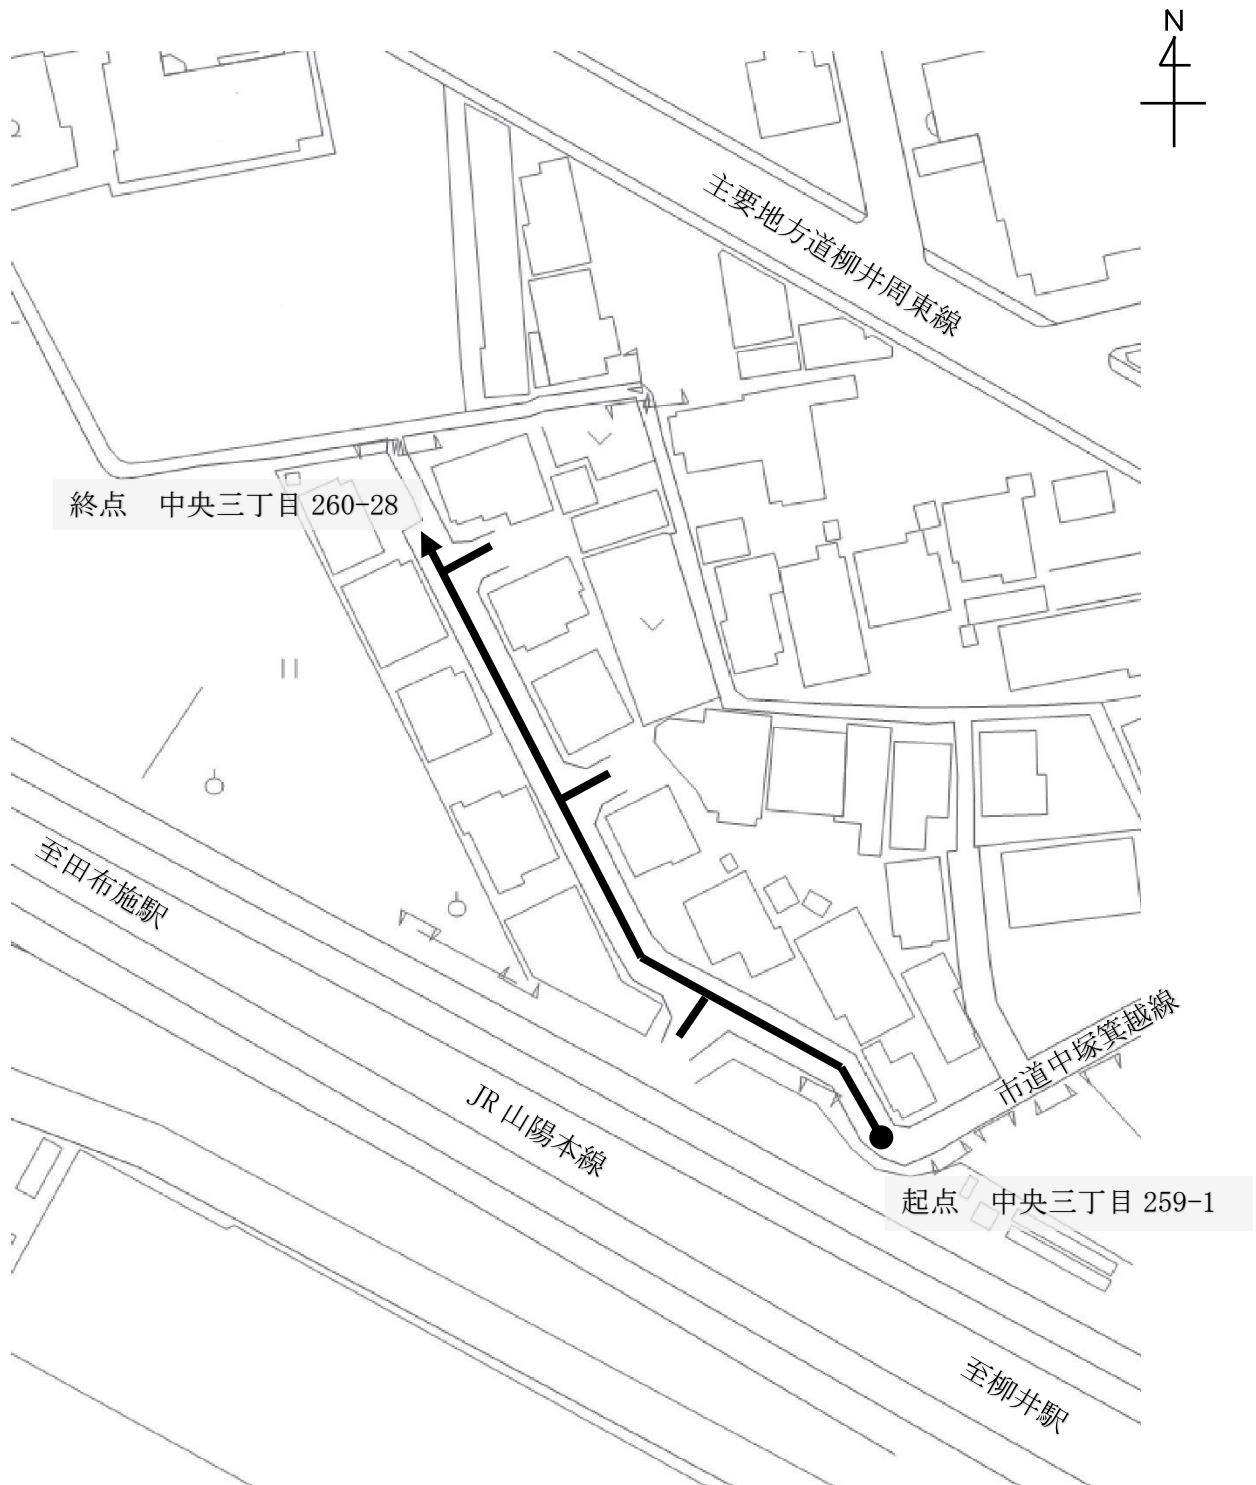 N
主要地方道柳井周東線
終点　中央三丁目 260-28
至田布施駅
市道中塚箕越線
JR 山陽本線
起点　中央三丁目 259-1
至柳井駅